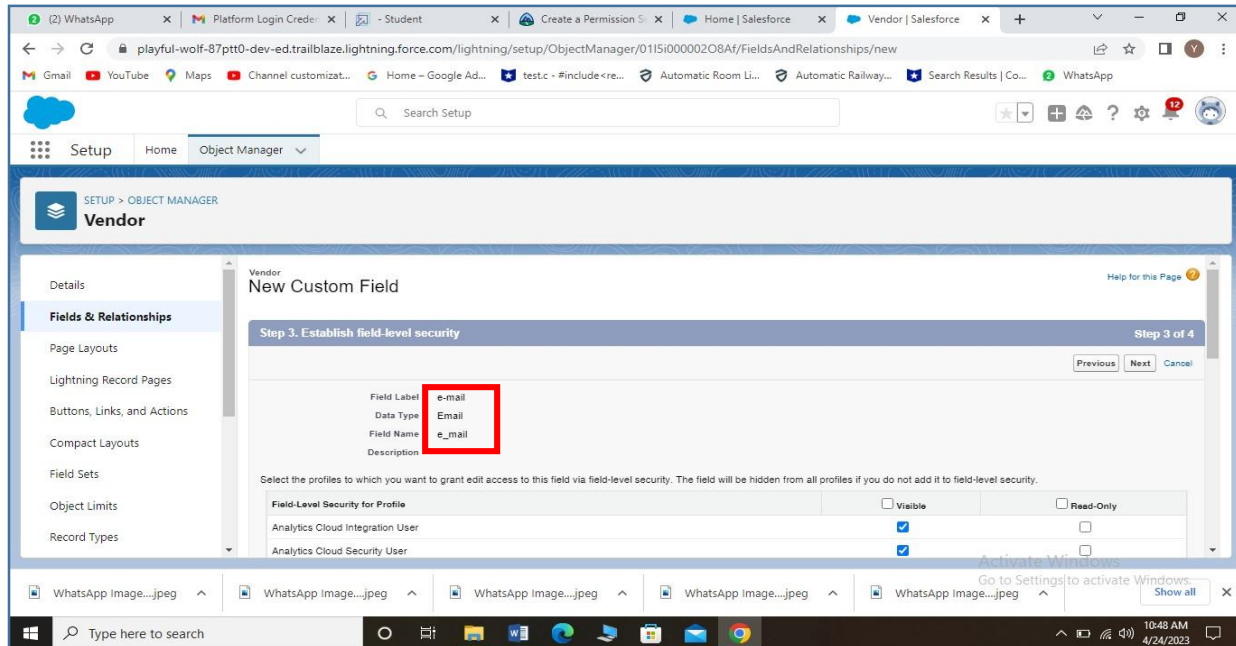 (2) WhatsApp
Platform Login Creden
- Student
Create a Permission S
Home | Salesforce
Vendor | Salesforce
playful-wolf-87ptt0-dev-ed.trailblaze.lightning.force.com/lightning/setup/ObjectManager/01I5i000002O8Af/FieldsAndRelationships/new
Y
Gmail
YouTube
Maps
Channel customizat...
Home – Google Ad...
test.c - #include<re...
Automatic Room Li...
Automatic Railway...
Search Results | Co...
WhatsApp
Search Setup
12
Setup
Home
Object Manager
SETUP > OBJECT MANAGER
Vendor
Details
Fields & Relationships
Page Layouts
Lightning Record Pages
Buttons, Links, and Actions
Compact Layouts
Field Sets
Object Limits
Record Types
Vendor
New Custom Field
Help for this Page
Step 3. Establish field-level security
Step 3 of 4
Previous
Next
Cancel
Field Label e-mail
Data Type Email
Field Name e_mail
Description
Select the profiles to which you want to grant edit access to this field via field-level security. The field will be hidden from all profiles if you do not add it to field-level security.
Field-Level Security for Profile
Visible
Read-Only
Analytics Cloud Integration User
Analytics Cloud Security User
Activate Windows
Go to Settings to activate Windows.
WhatsApp Image....jpeg
WhatsApp Image....jpeg
WhatsApp Image....jpeg
WhatsApp Image....jpeg
WhatsApp Image....jpeg
Show all
Type here to search
10:48 AM
4/24/2023